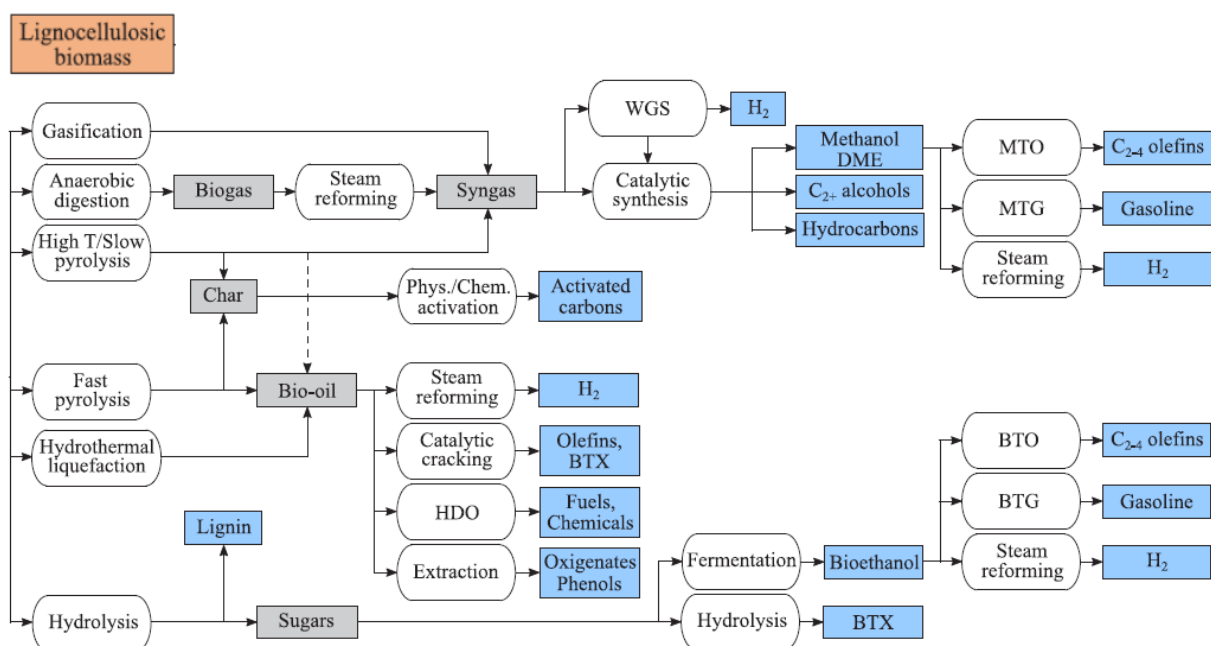 Lignocellulosic
biomass
Gasification
WGS
H₂
Methanol
DME
MTO
C₂₋₄ olefins
Anaerobic
digestion
Biogas
Steam
reforming
Syngas
Catalytic
synthesis
C₂₊ alcohols
MTG
Gasoline
High T/Slow
pyrolysis
Hydrocarbons
Steam
reforming
H₂
Char
Phys./Chem.
activation
Activated
carbons
Fast
pyrolysis
Bio-oil
Steam
reforming
H₂
Hydrothermal
liquefaction
Catalytic
cracking
Olefins,
BTX
BTO
C₂₋₄ olefins
Lignin
HDO
Fuels,
Chemicals
BTG
Gasoline
Extraction
Oxigenates
Phenols
Fermentation
Bioethanol
Steam
reforming
H₂
Hydrolysis
Sugars
Hydrolysis
BTX